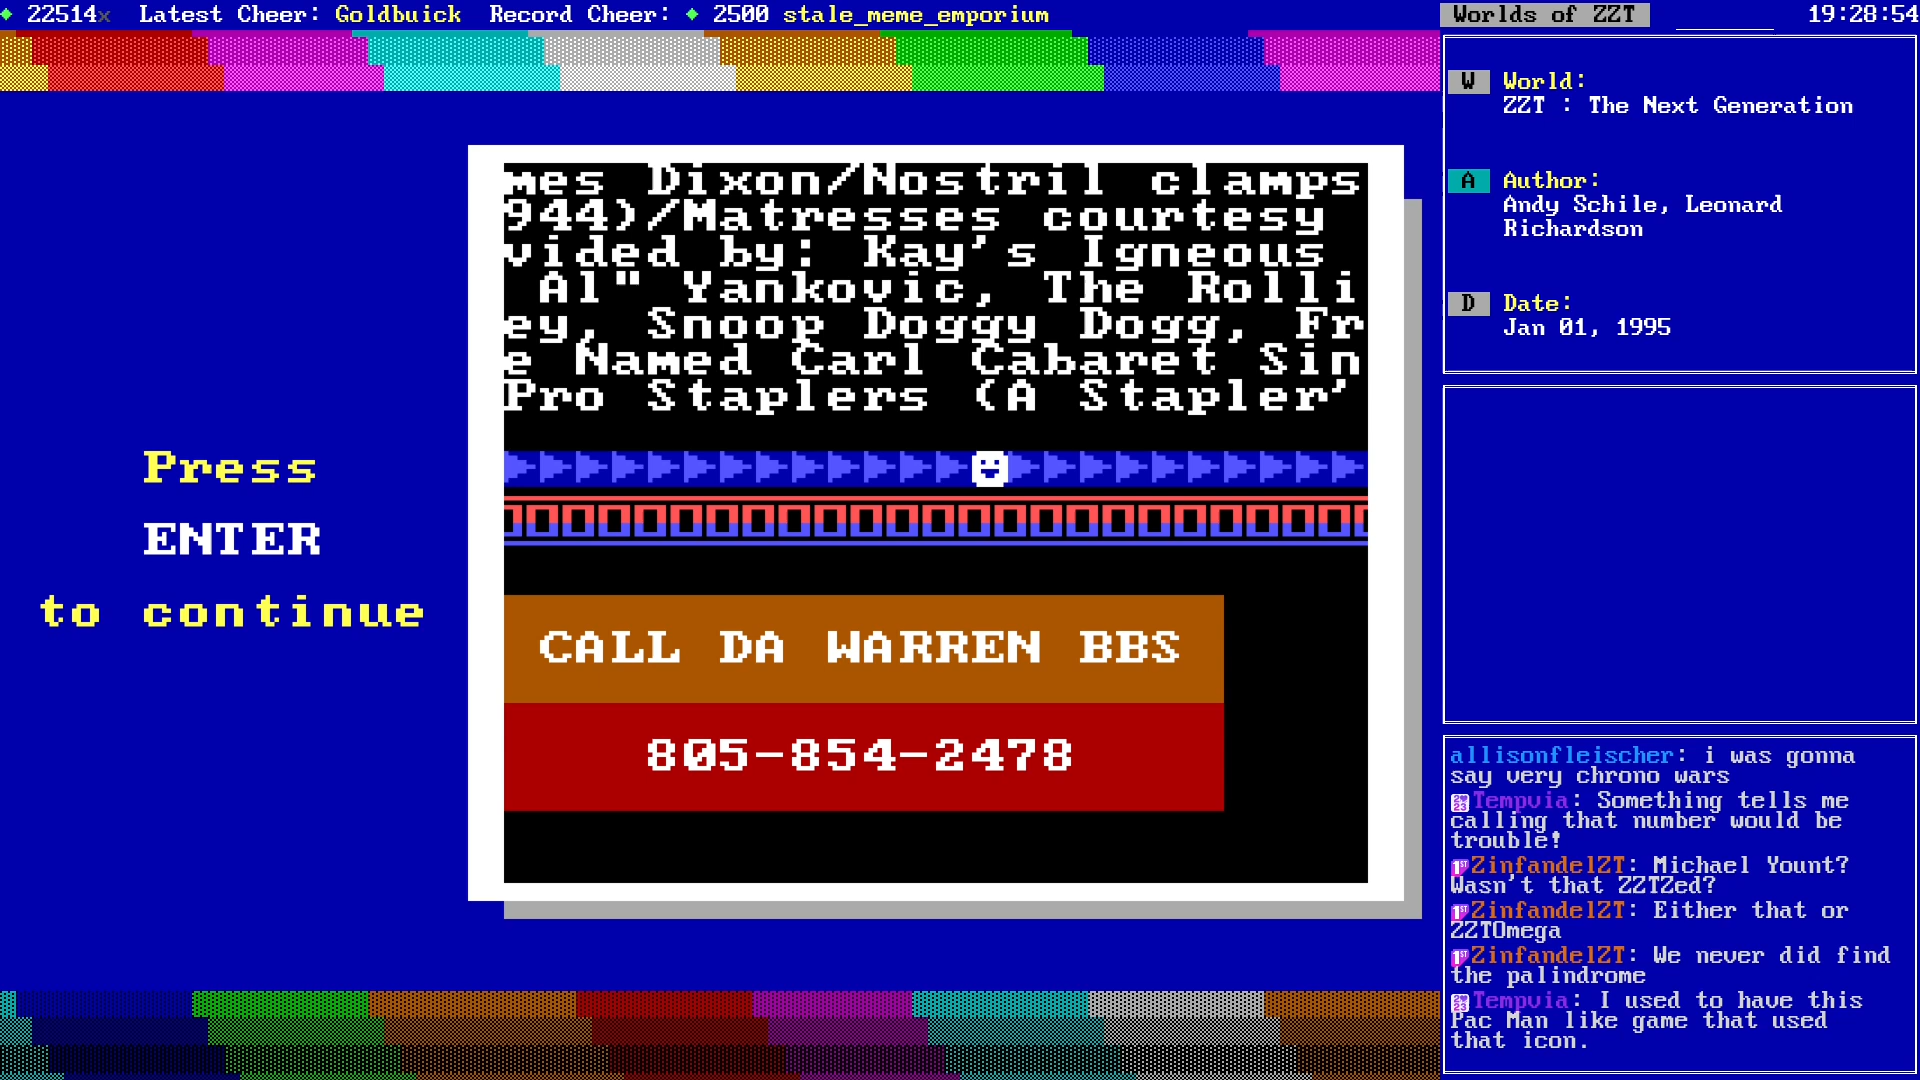 22514x Latest Cheer: Goldbuick Record Cheer: 2500 stale_meme_emporium
Worlds of ZZT
19:28:54
W World:
ZZT : The Next Generation
A Author:
Andy Schile, Leonard
Richardson
D Date:
Jan 01, 1995
Press
ENTER
to continue
mes Dixon/Nostril clamps
944)/Matresses courtesy
vided by: Kay's Igneous
Al" Yankovic, The Rolli
ey, Snoop Doggy Dogg, Fr
e Named Carl Cabaret Sin
Pro Staplers (A Stapler'
CALL DA WARREN BBS
805-854-2478
allisonfleischer: i was gonna
say very chrono wars
Tempvia: Something tells me
calling that number would be
trouble!
ZinfandelZT: Michael Yount?
Wasn't that ZZTZed?
ZinfandelZT: Either that or
ZZTOmega
ZinfandelZT: We never did find
the palindrome
Tempvia: I used to have this
Pac Man like game that used
that icon.